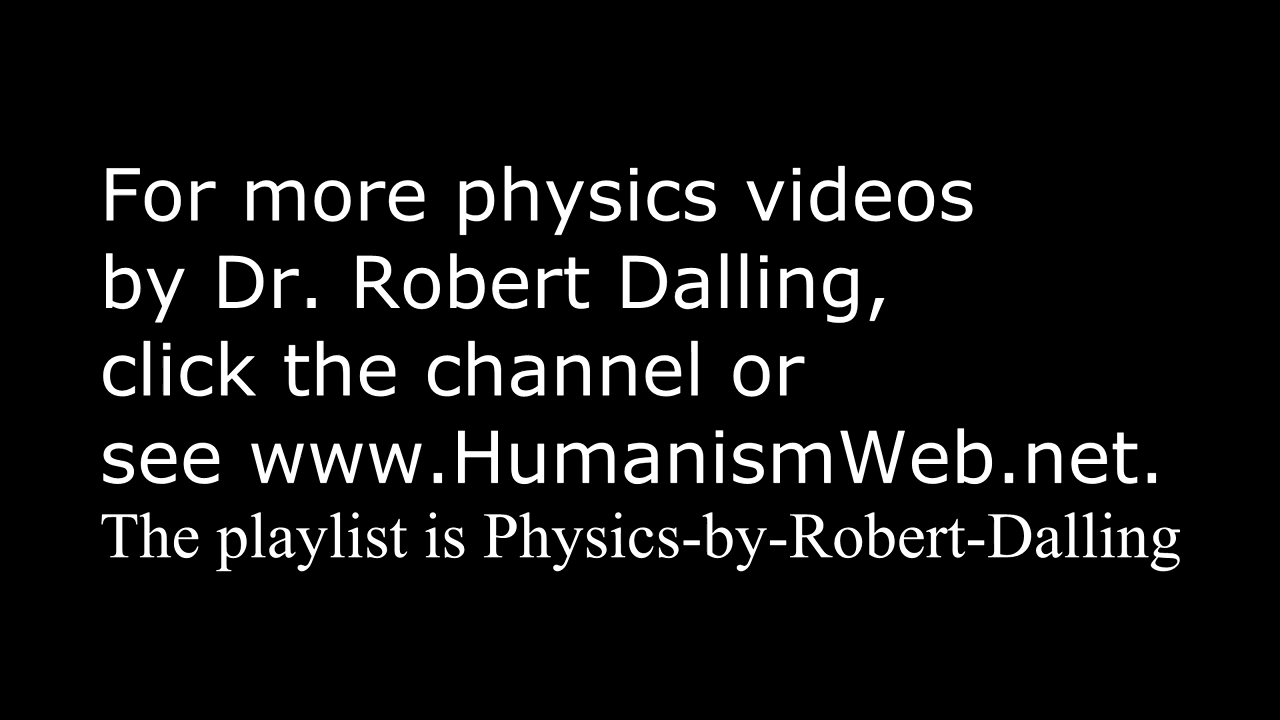 For more physics videos
by Dr. Robert Dalling,
click the channel or
see www.HumanismWeb.net.
The playlist is Physics-by-Robert-Dalling